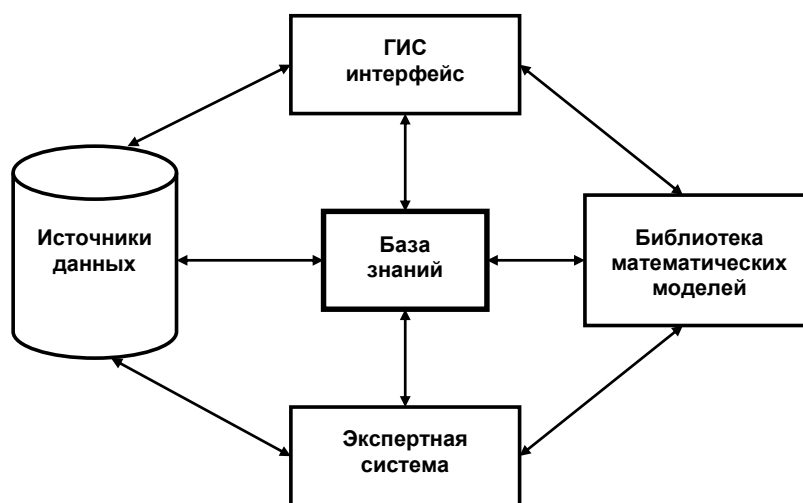 ГИС
интерфейс
Источники
данных
База
знаний
Библиотека
математических
моделей
Экспертная
система